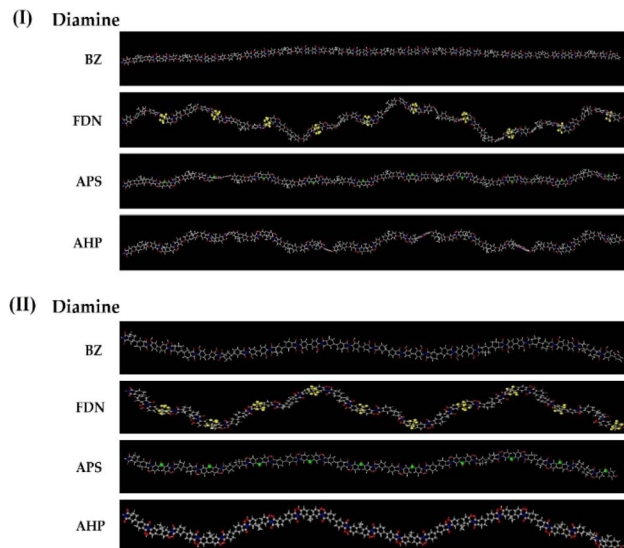 (I) Diamine
BZ
FDN
APS
AHP
(II) Diamine
BZ
FDN
APS
AHP